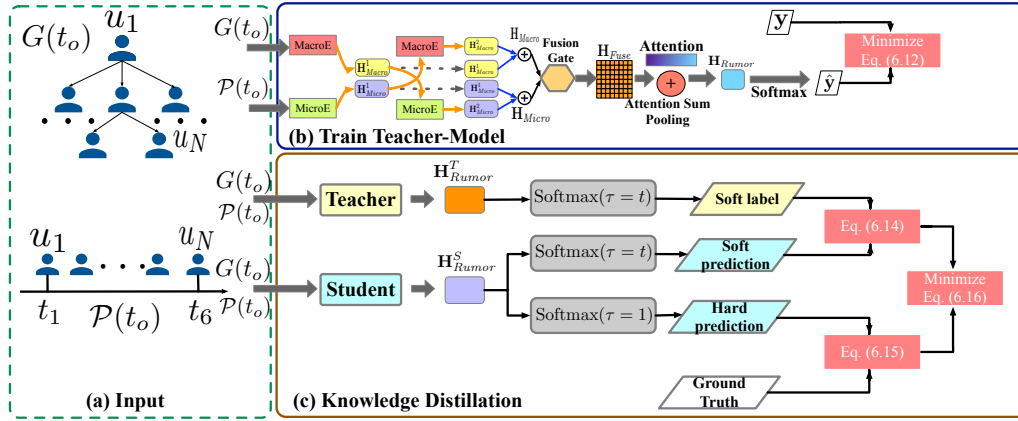 u_1
G(t_o)
u_N
u_1
u_N
t_1
P(t_o)
t_6
(a) Input
G(t_o)
P(t_o)
MacroE
MicroE
H^1_Macro
H^1_Micro
MacroE
MicroE
H^2_Macro
H^1_Macro
H^1_Micro
H^2_Micro
H_Macro
+
+
H_Micro
Fusion
Gate
H_Fuse
Attention
+
Attention Sum
Pooling
H_Rumor
Softmax
y
ŷ
Minimize
Eq. (6.12)
(b) Train Teacher-Model
G(t_o)
P(t_o)
Teacher
H^T_Rumor
Softmax(τ = t)
Soft label
Eq. (6.14)
G(t_o)
P(t_o)
Student
H^S_Rumor
Softmax(τ = t)
Soft
prediction
Softmax(τ = 1)
Hard
prediction
Minimize
Eq. (6.16)
Eq. (6.15)
Ground
Truth
(c) Knowledge Distillation